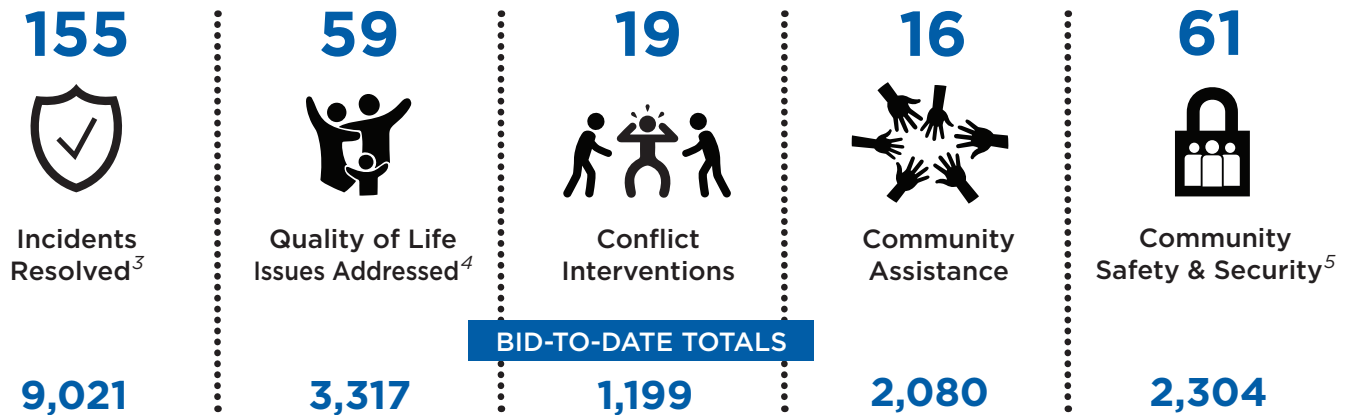 155
59
19
16
61
Incidents
Resolved3
Quality of Life
Issues Addressed4
Conflict
Interventions
Community
Assistance
Community
Safety & Security5
BID-TO-DATE TOTALS
9,021
3,317
1,199
2,080
2,304